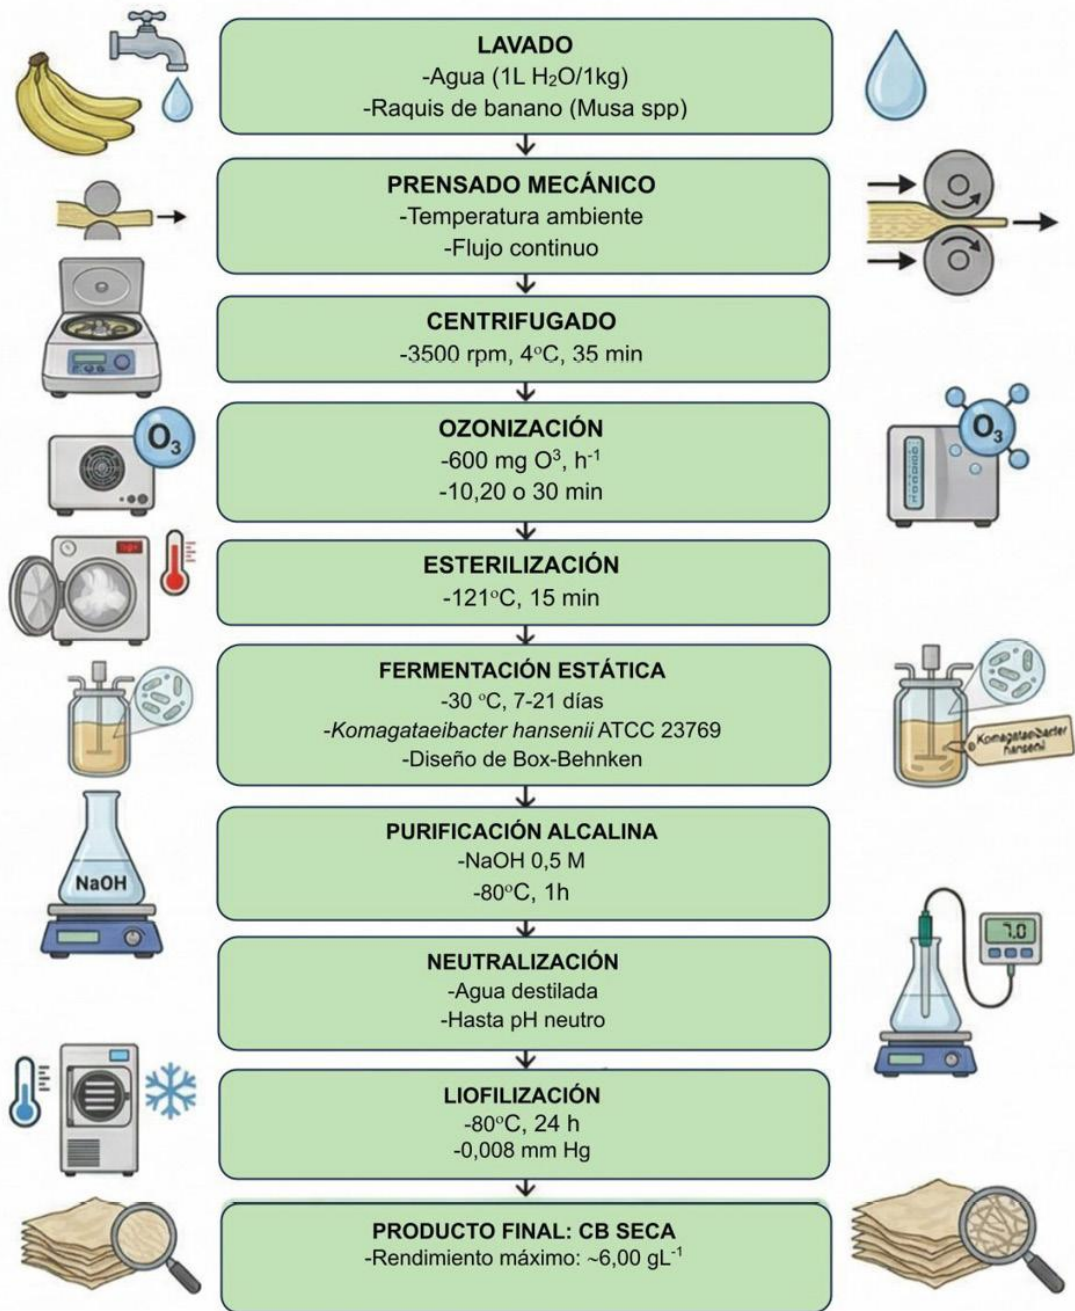 LAVADO
-Agua (1L H₂O/1kg)
-Raquis de banano (Musa spp)
PRENSADO MECÁNICO
-Temperatura ambiente
-Flujo continuo
CENTRIFUGADO
-3500 rpm, 4°C, 35 min
O₃
OZONIZACIÓN
-600 mg O³, h⁻¹
-10,20 o 30 min
O₃
ESTERILIZACIÓN
-121°C, 15 min
FERMENTACIÓN ESTÁTICA
-30 °C, 7-21 días
-Komagataeibacter hansenii ATCC 23769
-Diseño de Box-Behnken
Komagataeibacter
hansenii
NaOH
PURIFICACIÓN ALCALINA
-NaOH 0,5 M
-80°C, 1h
NEUTRALIZACIÓN
-Agua destilada
-Hasta pH neutro
7.0
LIOFILIZACIÓN
-80°C, 24 h
-0,008 mm Hg
PRODUCTO FINAL: CB SECA
-Rendimiento máximo: ~6,00 gL⁻¹